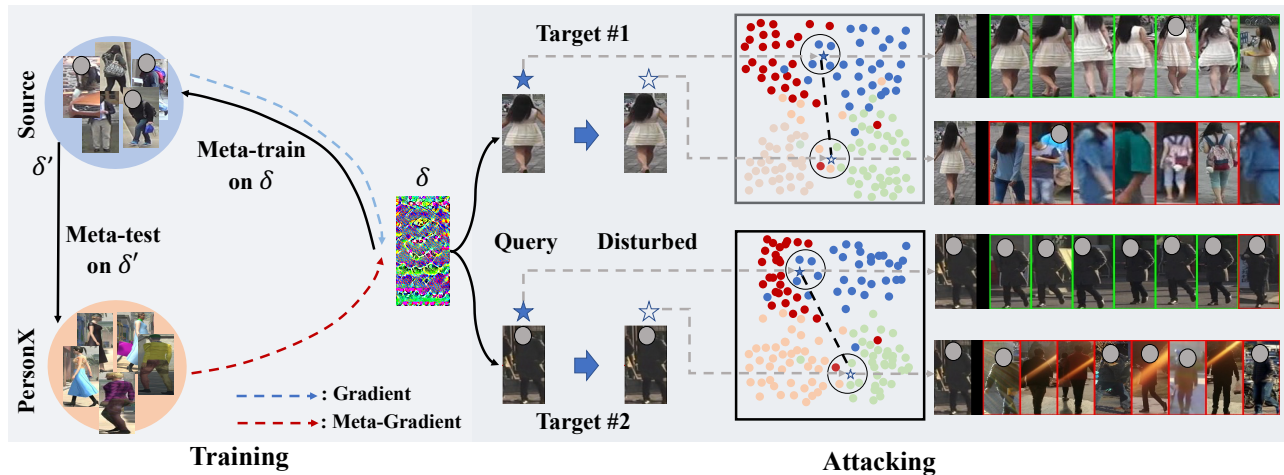 Source
δ′
Meta-train
on δ
Meta-test
on δ′
PersonX
: Gradient
: Meta-Gradient
Training
δ
Target #1
Query
Disturbed
Target #2
Attacking